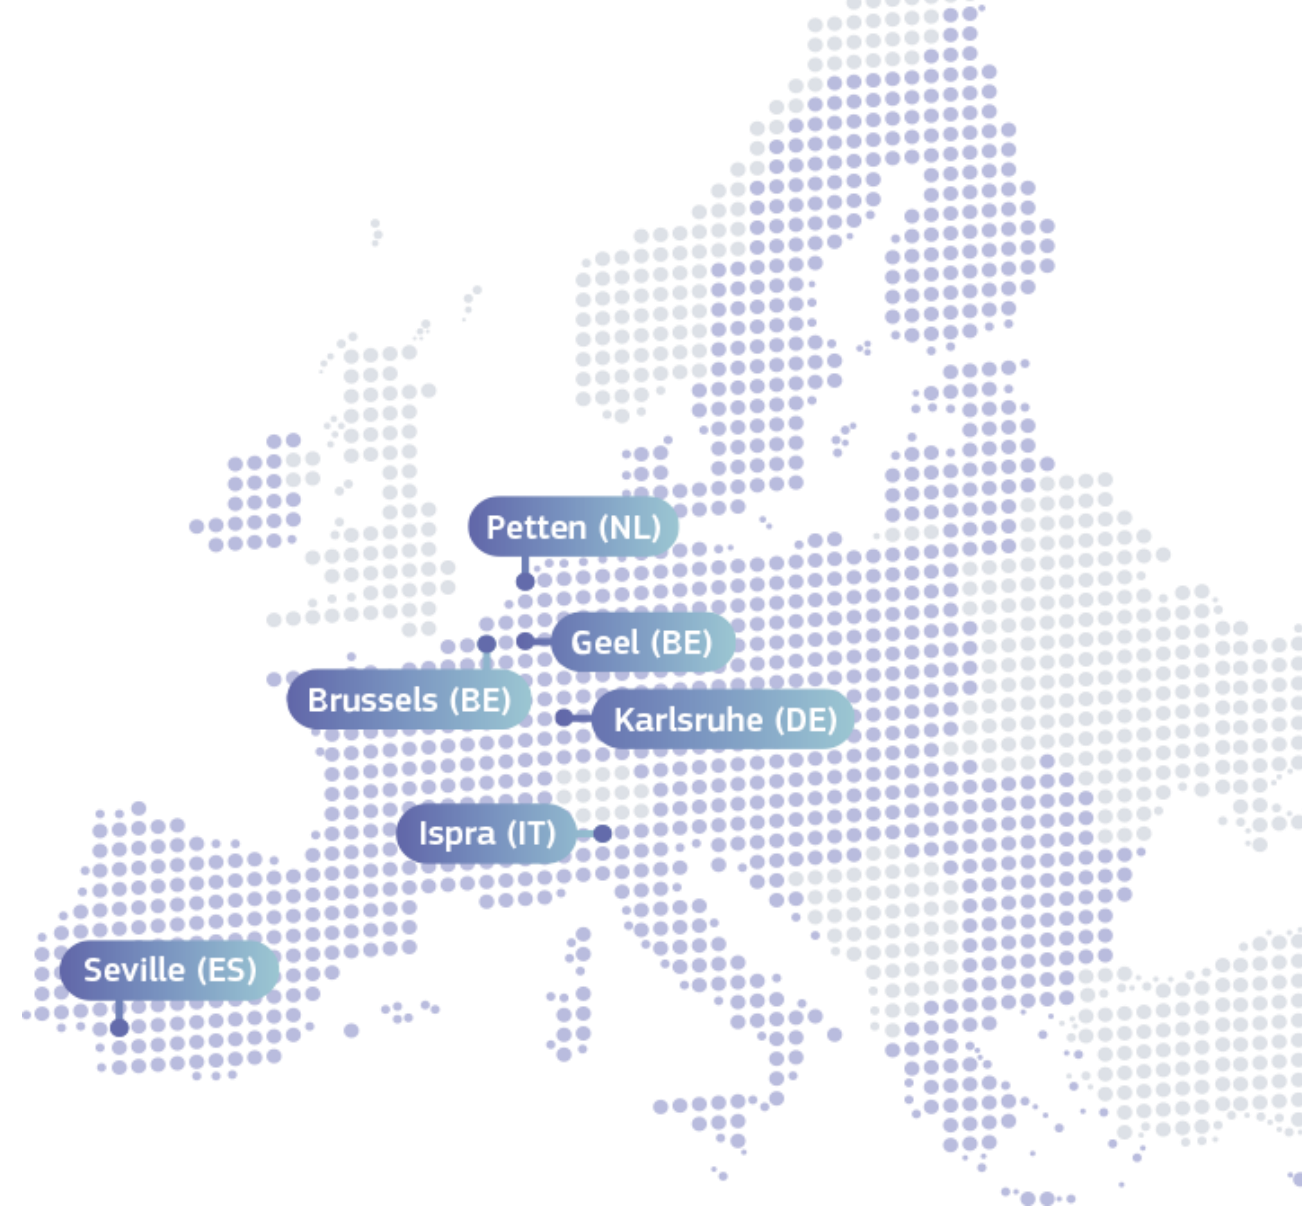 Petten (NL)
Geel (BE)
Brussels (BE)
Karlsruhe (DE)
Ispra (IT)
Seville (ES)